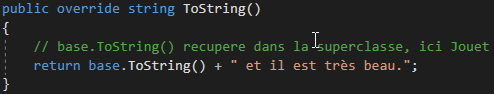 public override string ToString()
{
// base.ToString() recupere dans la superclasse, ici Jouet
return base.ToString() + " et il est très beau.";
}